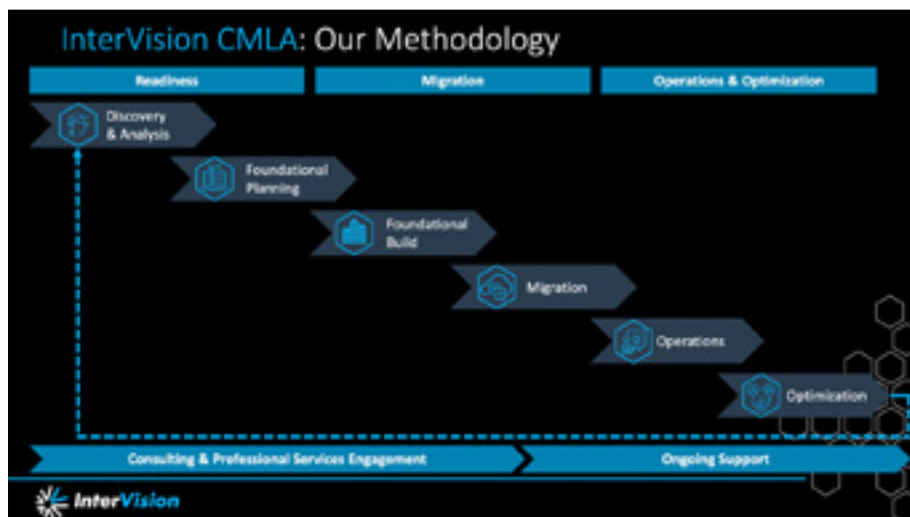 InterVision CMLA: Our Methodology
Readiness
Migration
Operations & Optimization
Discovery
& Analysis
Foundational
Planning
Foundational
Build
Migration
Operations
Optimization
Consulting & Professional Services Engagement
Ongoing Support
InterVision